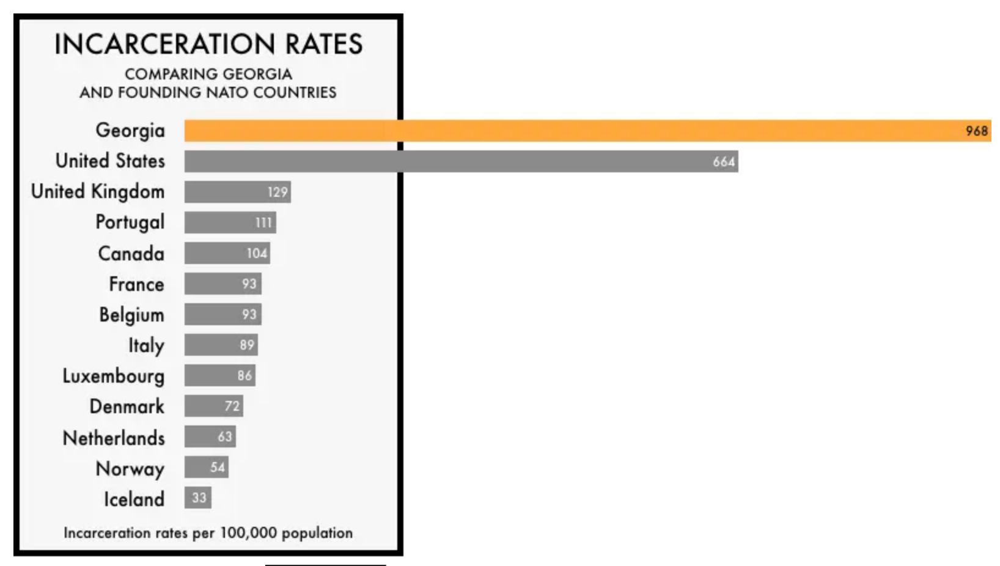 INCARCERATION RATES
COMPARING GEORGIA
AND FOUNDING NATO COUNTRIES
Georgia 968
United States 664
United Kingdom 129
Portugal 111
Canada 104
France 93
Belgium 93
Italy 89
Luxembourg 86
Denmark 72
Netherlands 63
Norway 54
Iceland 33
Incarceration rates per 100,000 population